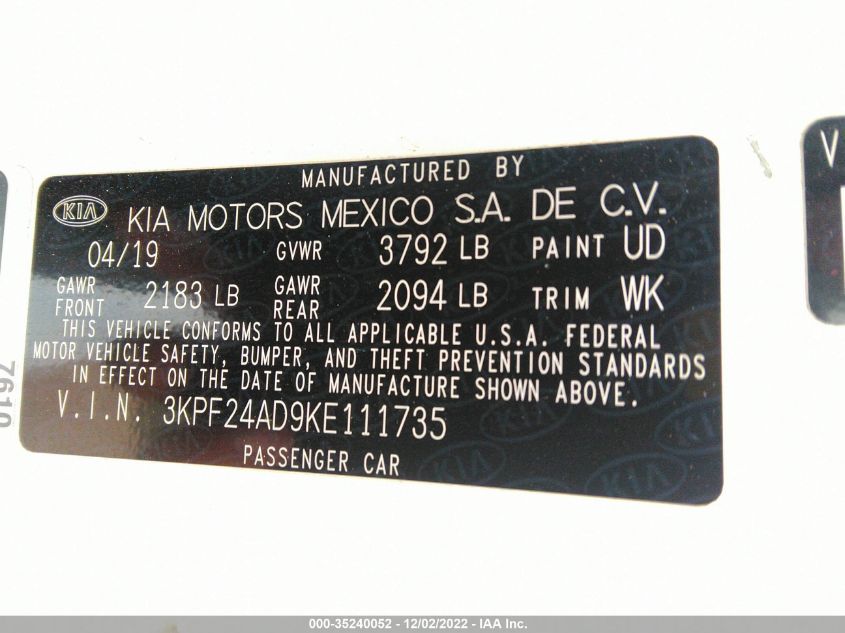 MANUFACTURED BY
KIA KIA MOTORS MEXICO S.A. DE C.V.
04/19 GVWR 3792 LB PAINT UD
GAWR FRONT 2183 LB GAWR REAR 2094 LB TRIM WK
THIS VEHICLE CONFORMS TO ALL APPLICABLE U.S.A. FEDERAL
MOTOR VEHICLE SAFETY, BUMPER, AND THEFT PREVENTION STANDARDS
IN EFFECT ON THE DATE OF MANUFACTURE SHOWN ABOVE.
V.I.N. 3KPF24AD9KE111735
PASSENGER CAR
V
000-35240052 - 12/02/2022 - IAA Inc.